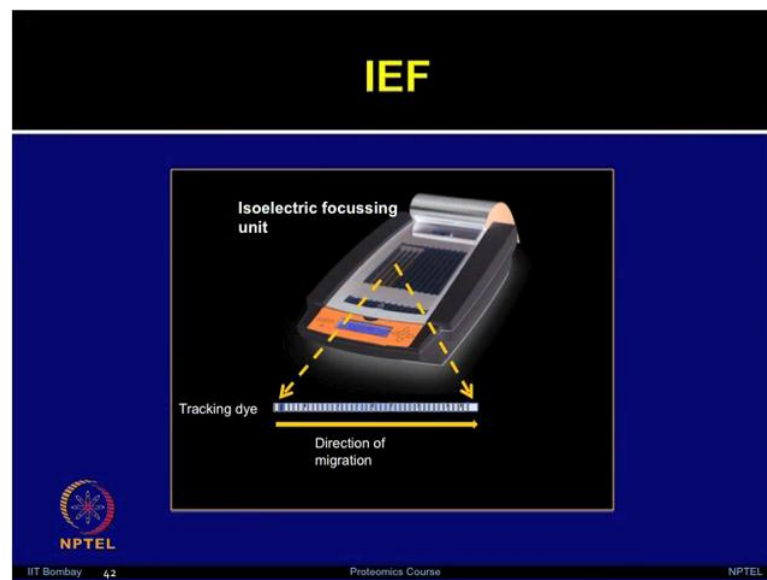 IEF
Isoelectric focussing
unit
Tracking dye
Direction of
migration
NPTEL
IIT Bombay 42 Proteomics Course NPTEL